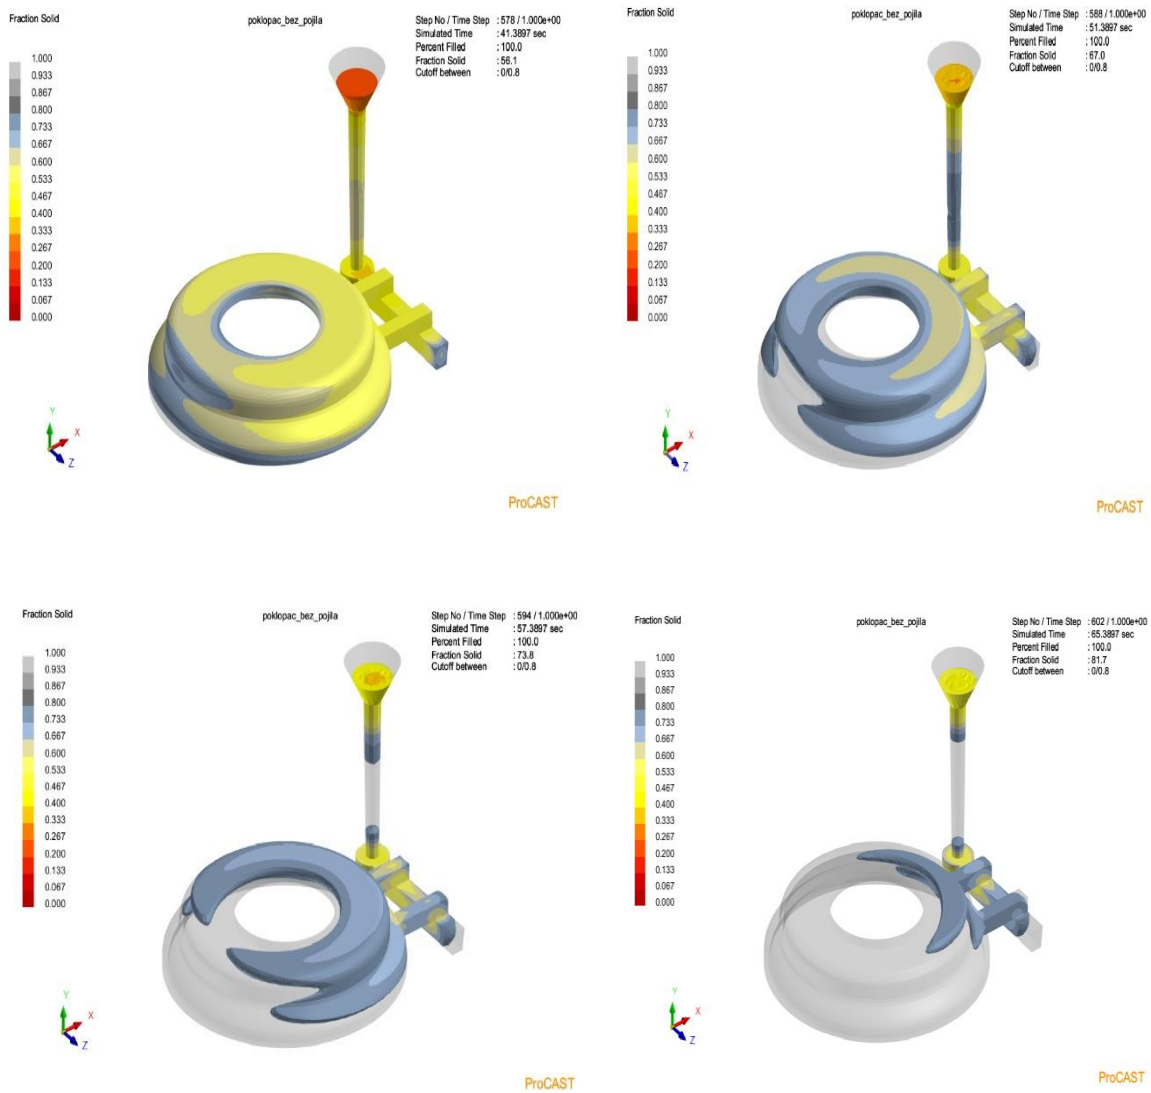 Fraction Solid
poklopac_bez_pojila
Step No / Time Step : 578 / 1.000e+00
Simulated Time : 41.3897 sec
Percent Filled : 100.0
Fraction Solid : 56.1
Cutoff between : 0/0.8
1.000
0.933
0.867
0.800
0.733
0.667
0.600
0.533
0.467
0.400
0.333
0.267
0.200
0.133
0.067
0.000
Y
X
Z
ProCAST
Fraction Solid
poklopac_bez_pojila
Step No / Time Step : 588 / 1.000e+00
Simulated Time : 51.3897 sec
Percent Filled : 100.0
Fraction Solid : 67.0
Cutoff between : 0/0.8
1.000
0.933
0.867
0.800
0.733
0.667
0.600
0.533
0.467
0.400
0.333
0.267
0.200
0.133
0.067
0.000
Y
X
Z
ProCAST
Fraction Solid
poklopac_bez_pojila
Step No / Time Step : 594 / 1.000e+00
Simulated Time : 57.3897 sec
Percent Filled : 100.0
Fraction Solid : 73.8
Cutoff between : 0/0.8
1.000
0.933
0.867
0.800
0.733
0.667
0.600
0.533
0.467
0.400
0.333
0.267
0.200
0.133
0.067
0.000
Y
X
Z
ProCAST
Fraction Solid
poklopac_bez_pojila
Step No / Time Step : 602 / 1.000e+00
Simulated Time : 65.3897 sec
Percent Filled : 100.0
Fraction Solid : 81.7
Cutoff between : 0/0.8
1.000
0.933
0.867
0.800
0.733
0.667
0.600
0.533
0.467
0.400
0.333
0.267
0.200
0.133
0.067
0.000
Y
X
Z
ProCAST